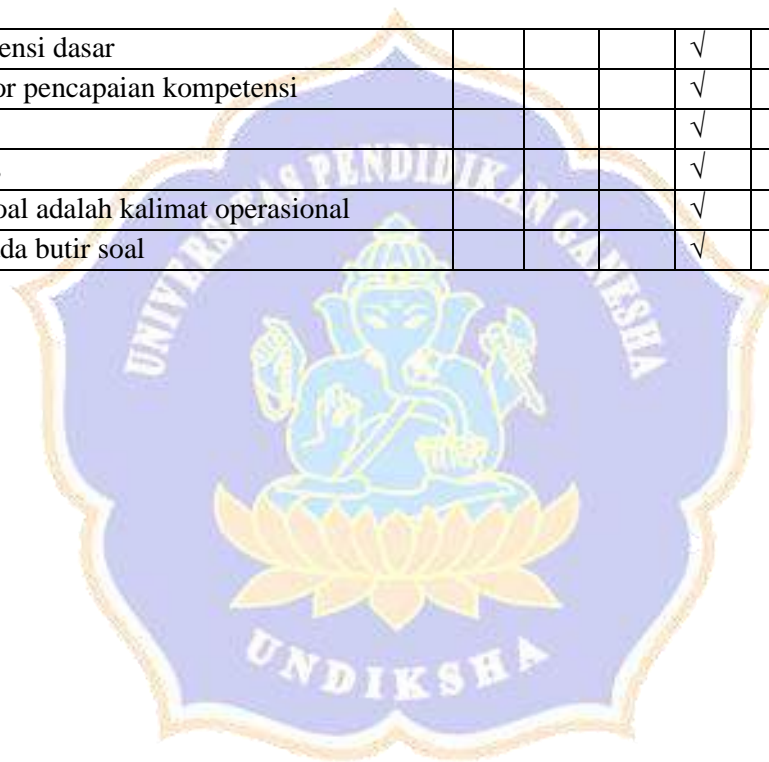 ensi dasar √
or pencapaian kompetensi √
√
√
oal adalah kalimat operasional √
da butir soal √
UNIVERSITAS PENDIDIKAN GANESHA
UNDIKSHA